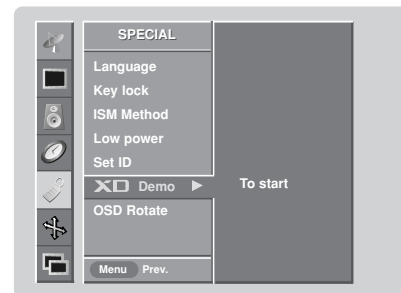 SPECIAL
Language
Key lock
ISM Method
Low power
Set ID
XD Demo ▶ To start
OSD Rotate
Menu Prev.